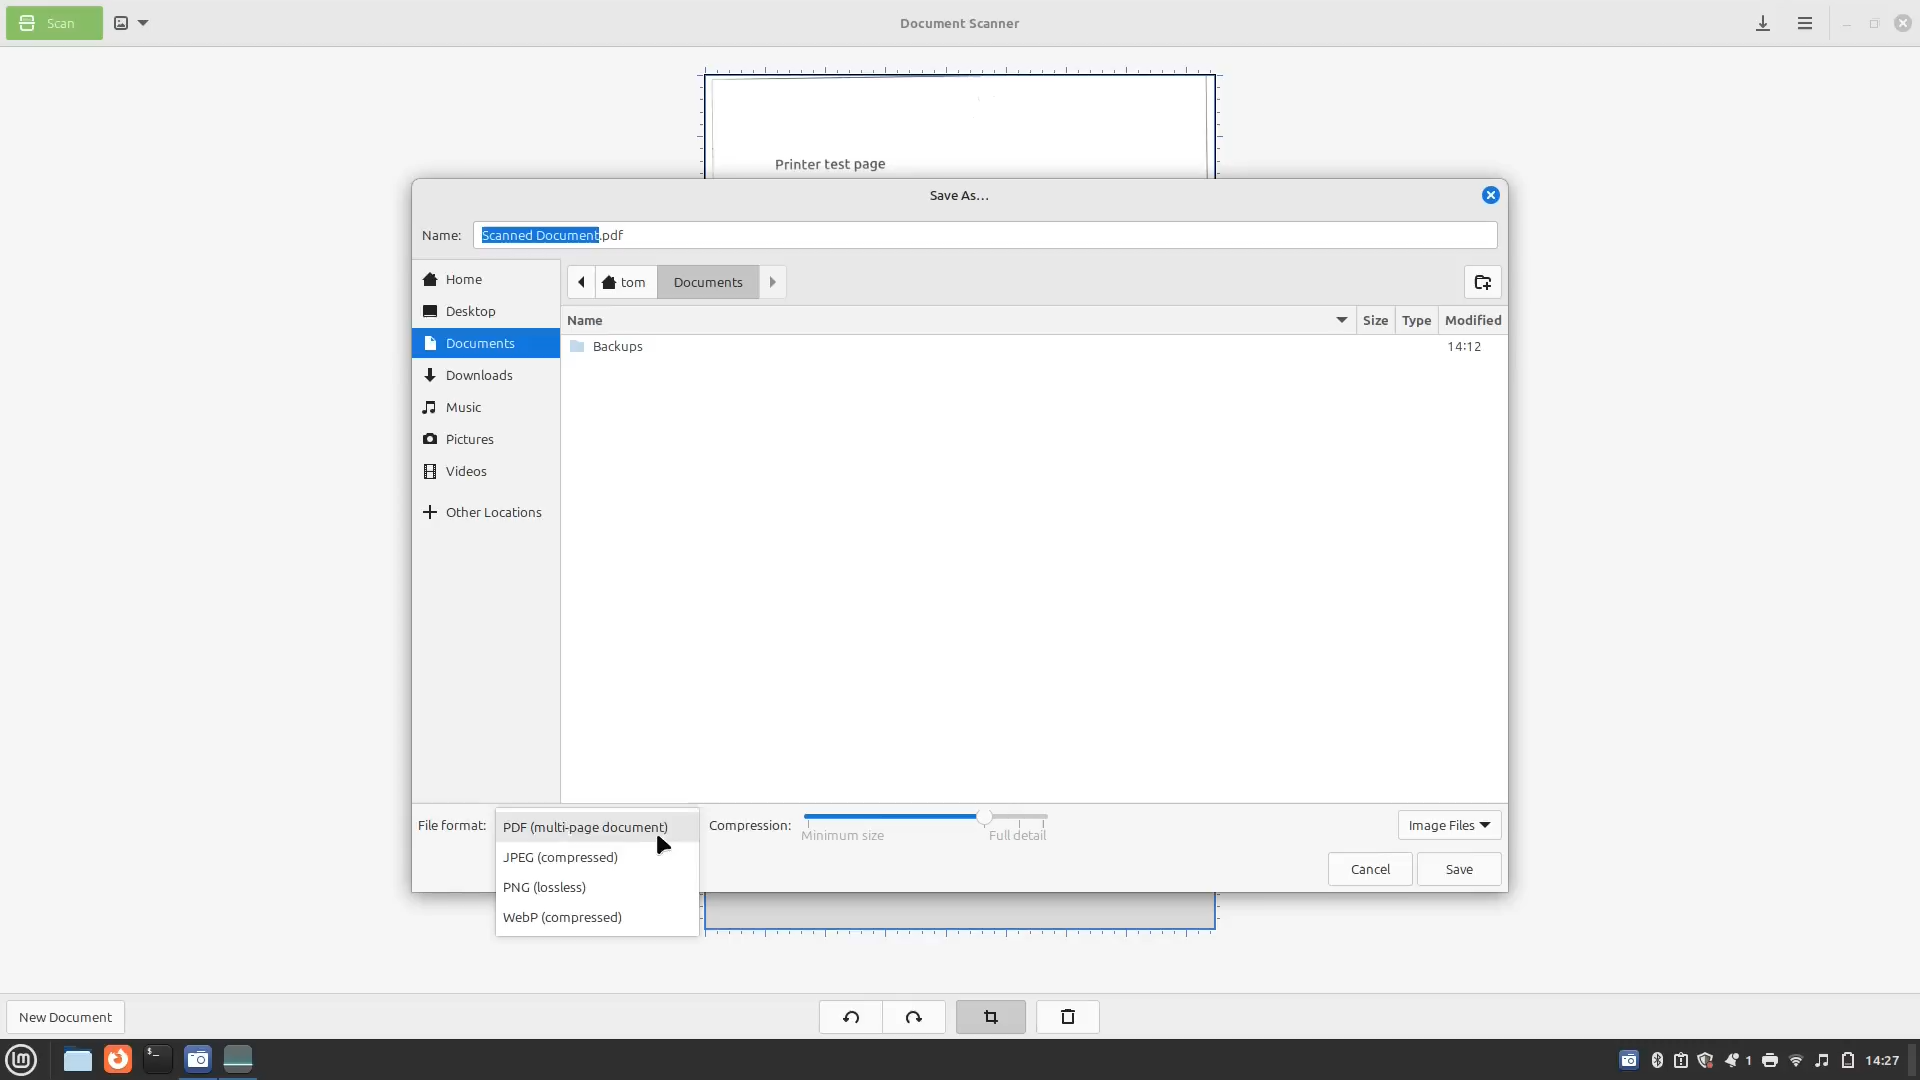 Scan
Document Scanner
Printer test page
Save As...
Name: Scanned Document.pdf
Home
Desktop
Documents
Downloads
Music
Pictures
Videos
Other Locations
tom Documents
Name Size Type Modified
Backups 14:12
File format: PDF (multi-page document)
JPEG (compressed)
PNG (lossless)
WebP (compressed)
Compression:
Minimum size Full detail
Image Files
Cancel Save
New Document
1 14:27